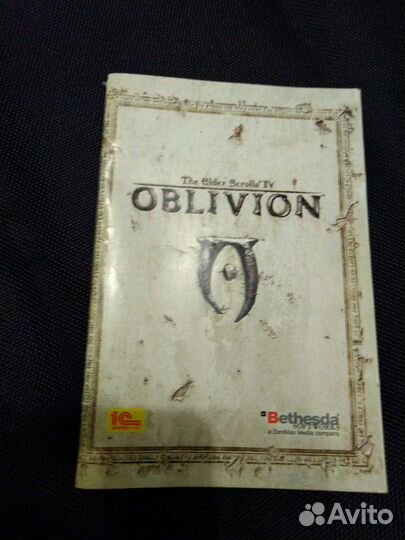 The Elder Scrolls IV
OBLIVION
1C
Bethesda
SOFTWORKS
a ZeniMax Media company
Avito